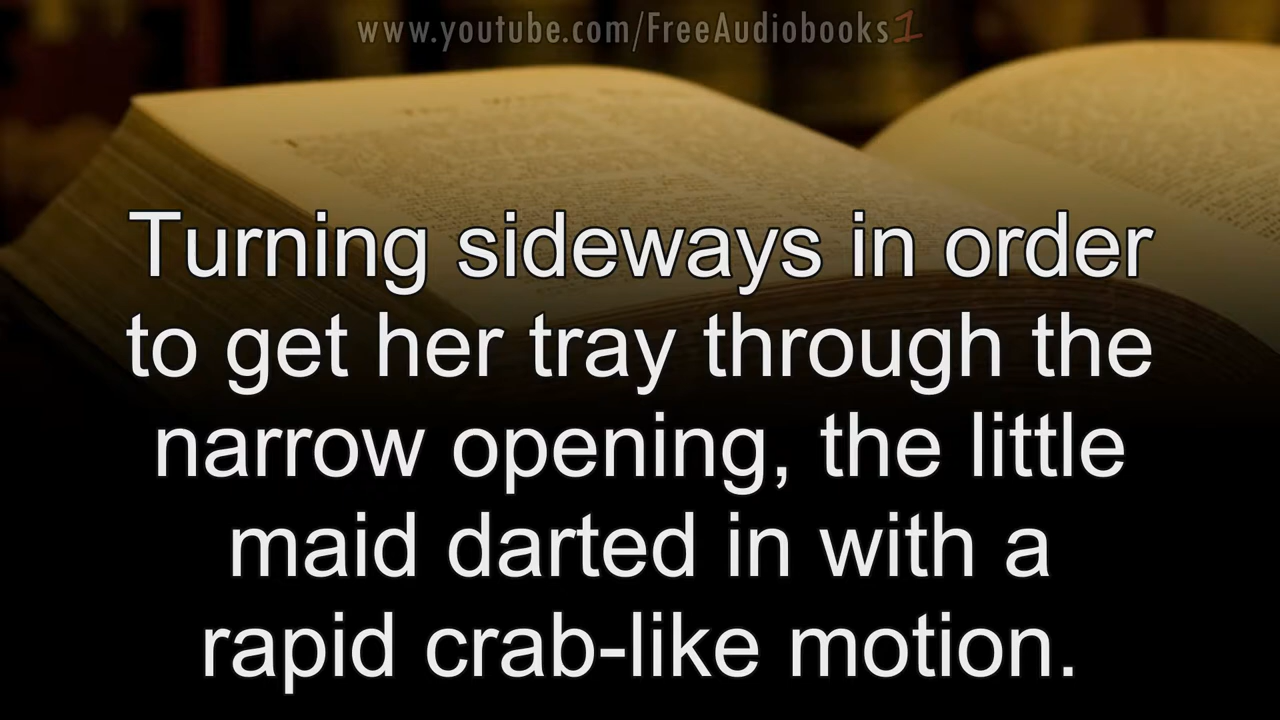 www.youtube.com/FreeAudiobooks1
Turning sideways in order
to get her tray through the
narrow opening, the little
maid darted in with a
rapid crab-like motion.